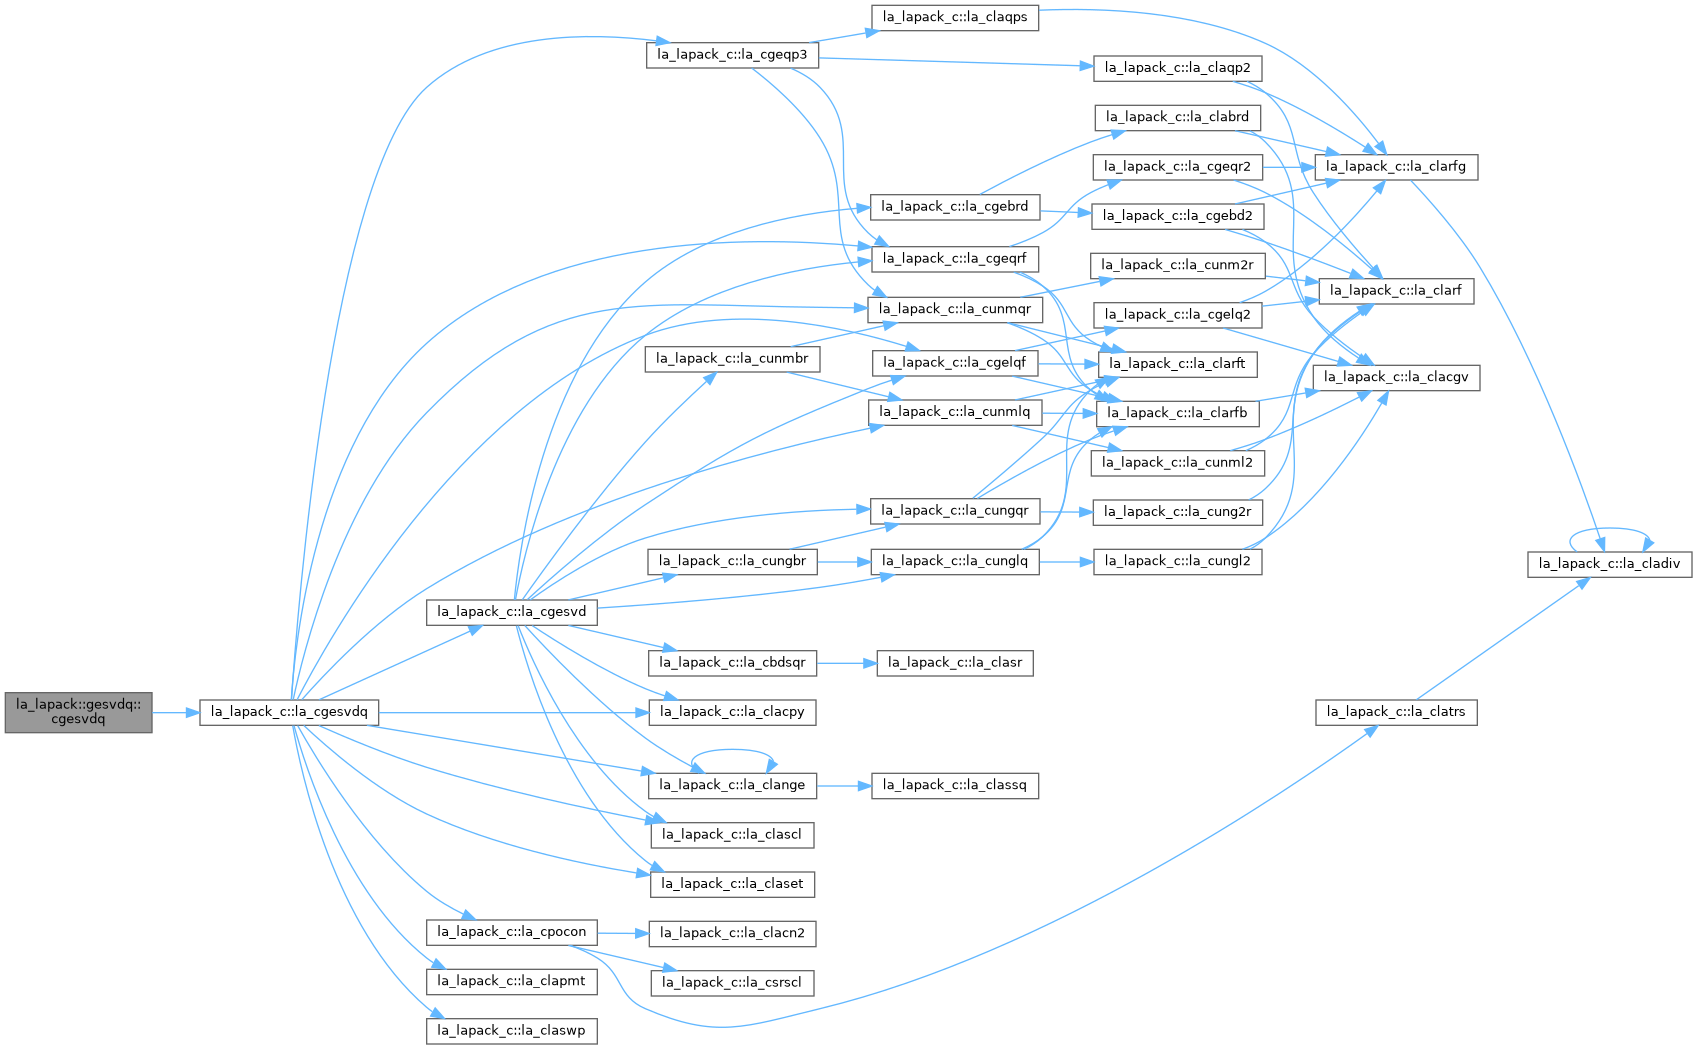 la_lapack::gesvdq::
cgesvdq
la_lapack_c::la_cgesvdq
la_lapack_c::la_cgesvd
la_lapack_c::la_cpocon
la_lapack_c::la_clapmt
la_lapack_c::la_claswp
la_lapack_c::la_cgeqp3
la_lapack_c::la_cunmbr
la_lapack_c::la_cungbr
la_lapack_c::la_cbdsqr
la_lapack_c::la_clacpy
la_lapack_c::la_clange
la_lapack_c::la_clascl
la_lapack_c::la_claset
la_lapack_c::la_clacn2
la_lapack_c::la_csrscl
la_lapack_c::la_claqps
la_lapack_c::la_cgebrd
la_lapack_c::la_cgeqrf
la_lapack_c::la_cunmqr
la_lapack_c::la_cgelqf
la_lapack_c::la_cunmlq
la_lapack_c::la_cungqr
la_lapack_c::la_cunglq
la_lapack_c::la_clasr
la_lapack_c::la_classq
la_lapack_c::la_claqp2
la_lapack_c::la_clabrd
la_lapack_c::la_cgeqr2
la_lapack_c::la_cgebd2
la_lapack_c::la_cunm2r
la_lapack_c::la_cgelq2
la_lapack_c::la_clarft
la_lapack_c::la_clarfb
la_lapack_c::la_cunml2
la_lapack_c::la_cung2r
la_lapack_c::la_cungl2
la_lapack_c::la_clarfg
la_lapack_c::la_clarf
la_lapack_c::la_clacgv
la_lapack_c::la_clatrs
la_lapack_c::la_cladiv